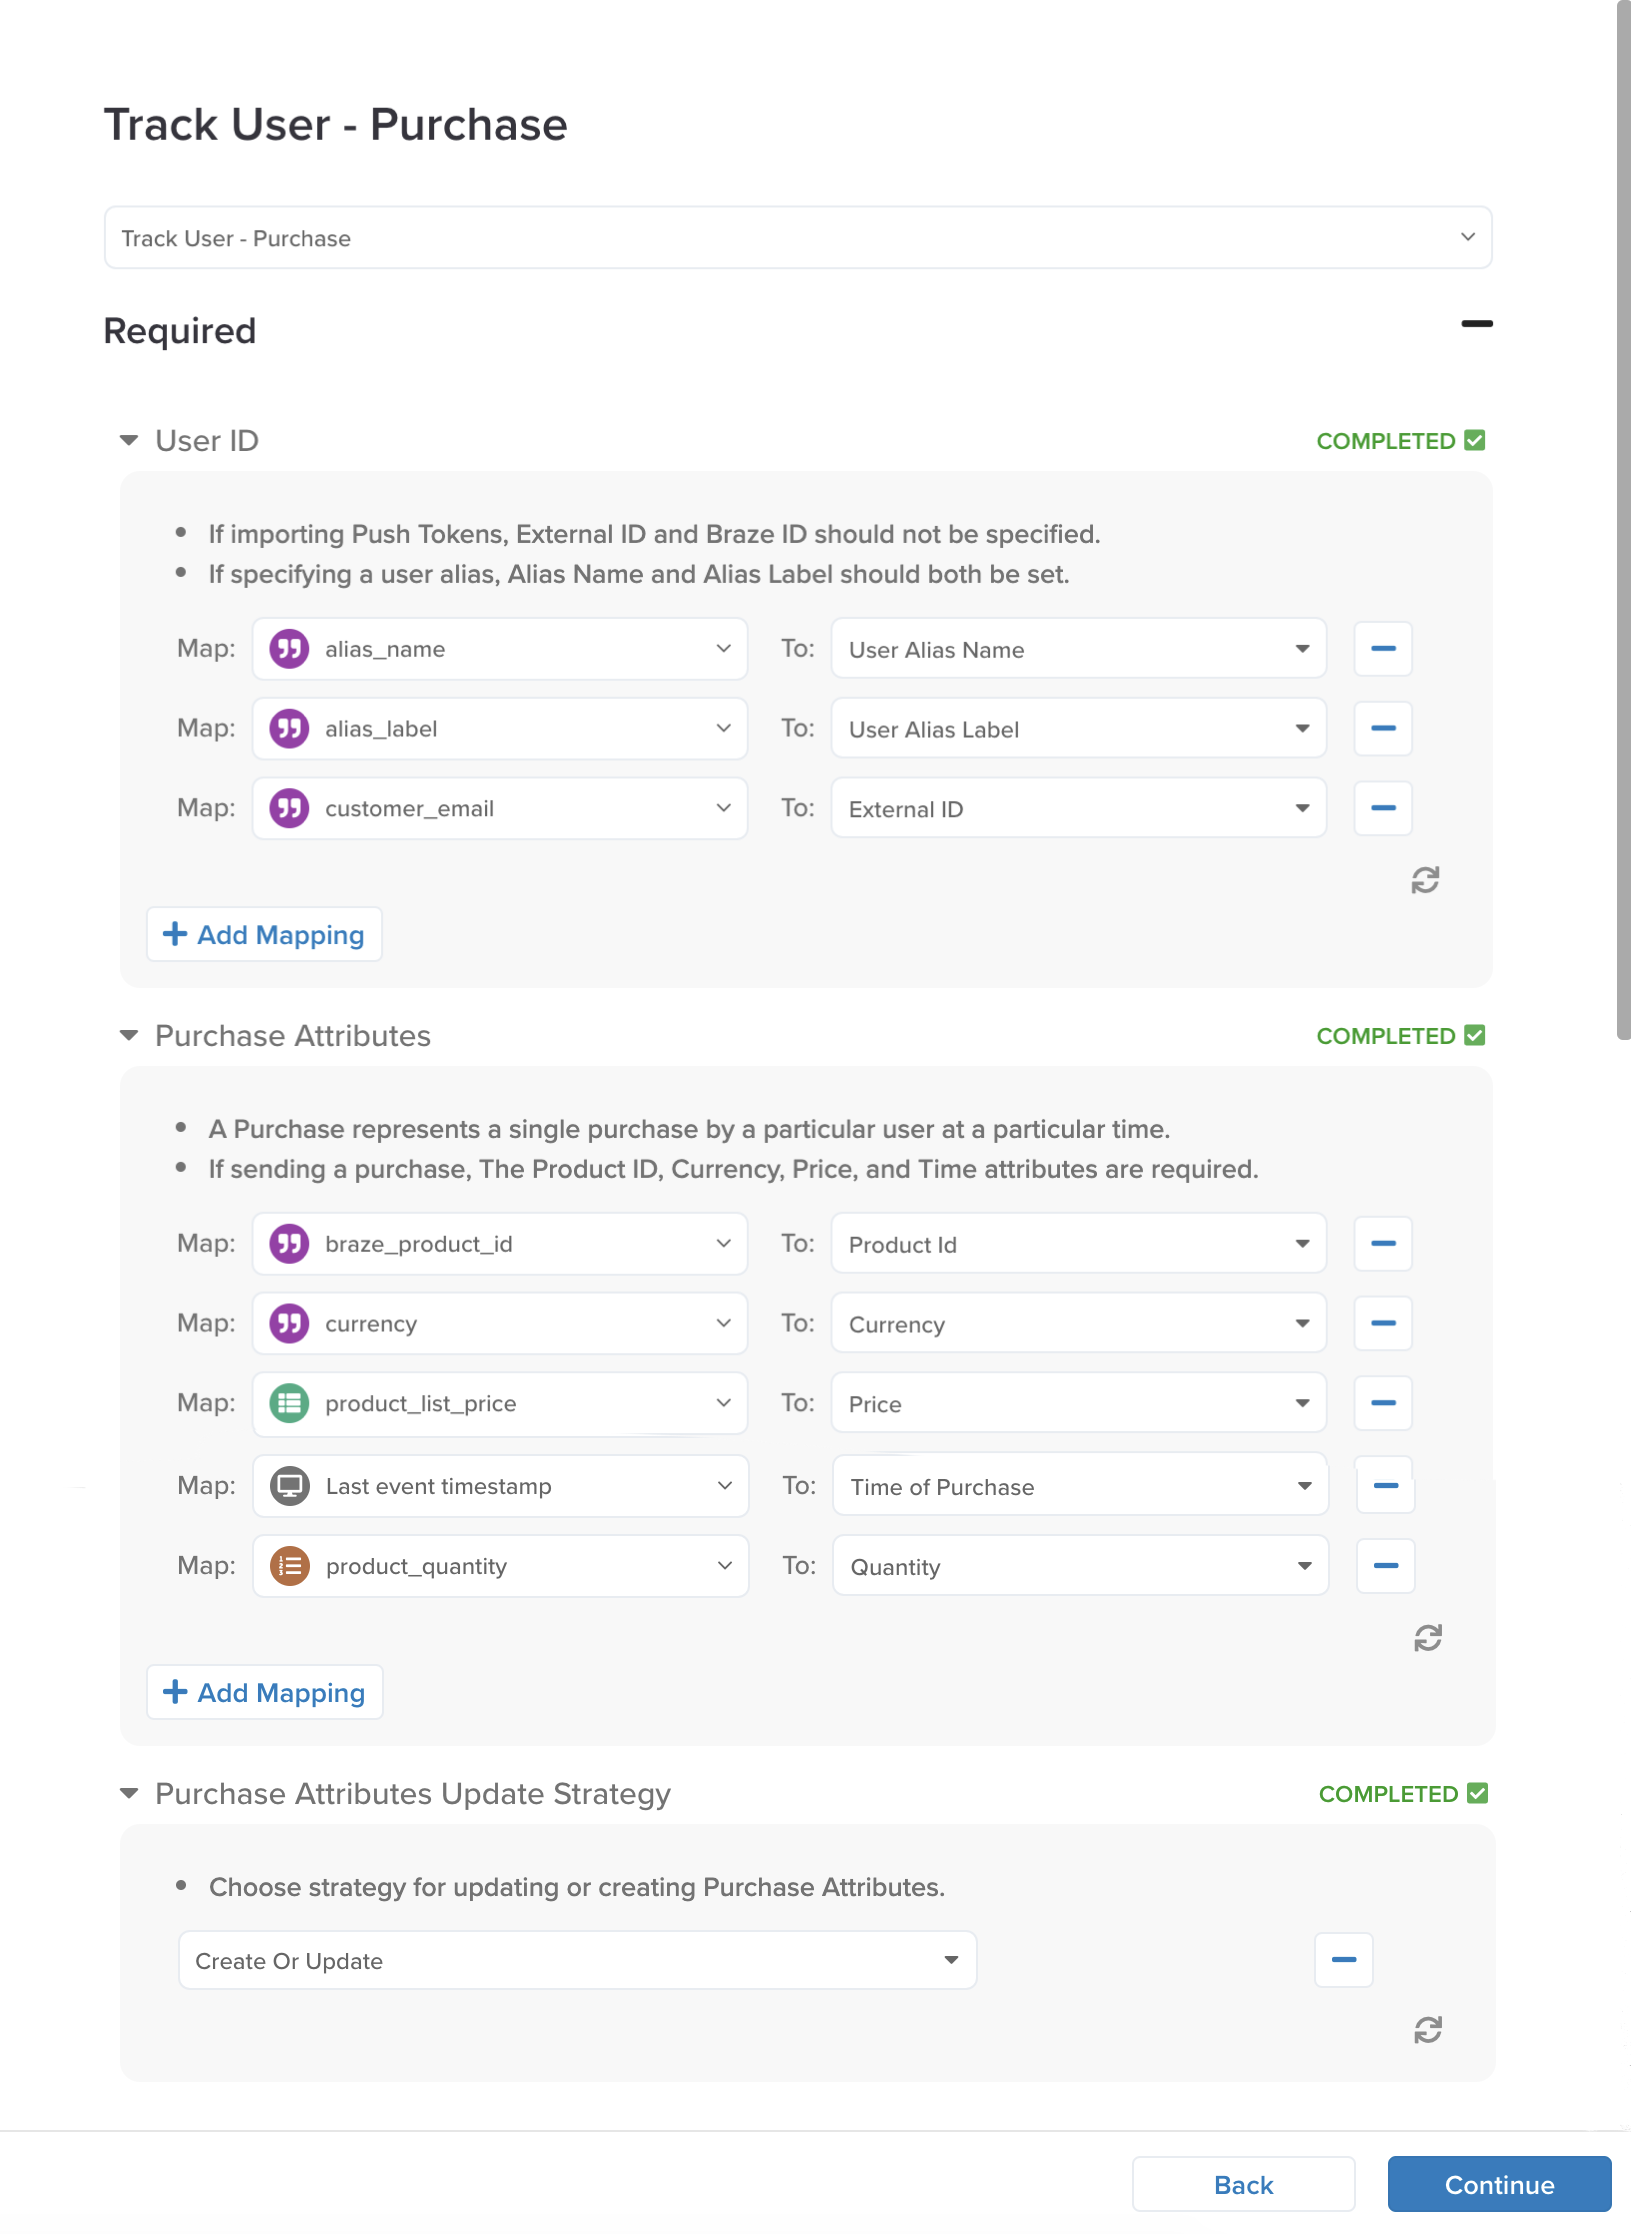 Track User - Purchase
Track User - Purchase
Required
User ID
COMPLETED
If importing Push Tokens, External ID and Braze ID should not be specified.
If specifying a user alias, Alias Name and Alias Label should both be set.
Map: alias_name To: User Alias Name
Map: alias_label To: User Alias Label
Map: customer_email To: External ID
Add Mapping
Purchase Attributes
COMPLETED
A Purchase represents a single purchase by a particular user at a particular time.
If sending a purchase, The Product ID, Currency, Price, and Time attributes are required.
Map: braze_product_id To: Product Id
Map: currency To: Currency
Map: product_list_price To: Price
Map: Last event timestamp To: Time of Purchase
Map: product_quantity To: Quantity
Add Mapping
Purchase Attributes Update Strategy
COMPLETED
Choose strategy for updating or creating Purchase Attributes.
Create Or Update
Back
Continue